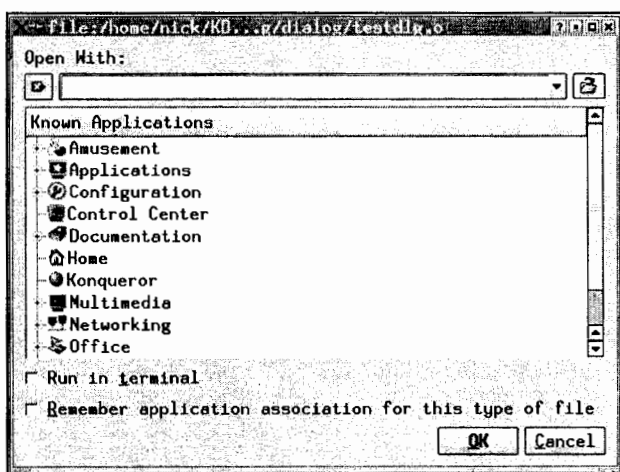 file:/home/nick/KD...g/dialog/testdlg.o
Open With:
Known Applications
Amusement
Applications
Configuration
Control Center
Documentation
Home
Konqueror
Multimedia
Networking
Office
Run in terminal
Remember application association for this type of file
OK Cancel